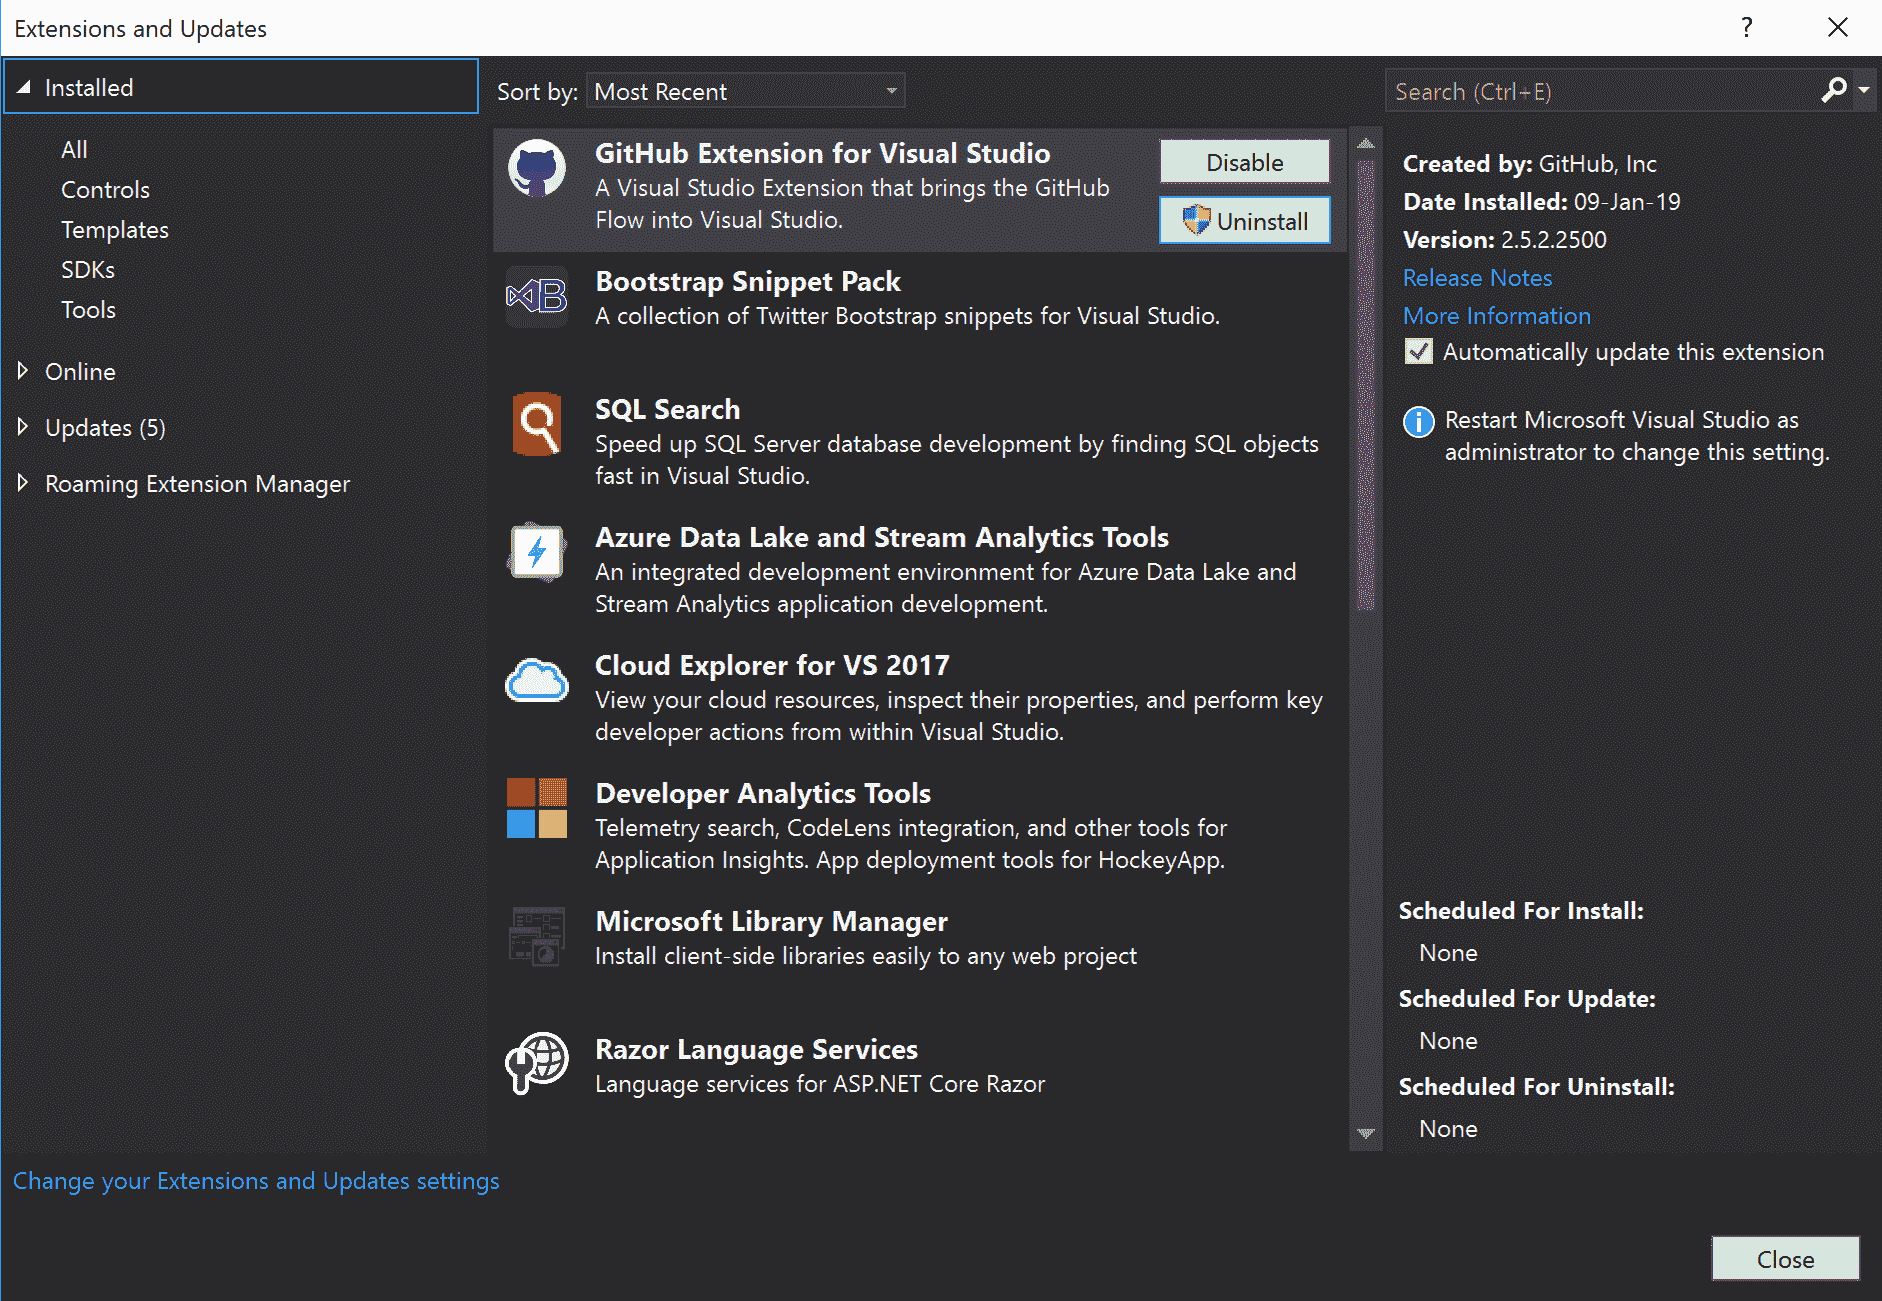 Extensions and Updates
?
Installed
All
Controls
Templates
SDKs
Tools
Online
Updates (5)
Roaming Extension Manager
Change your Extensions and Updates settings
Sort by: Most Recent
GitHub Extension for Visual Studio
A Visual Studio Extension that brings the GitHub
Flow into Visual Studio.
Disable
Uninstall
B
Bootstrap Snippet Pack
A collection of Twitter Bootstrap snippets for Visual Studio.
SQL Search
Speed up SQL Server database development by finding SQL objects
fast in Visual Studio.
Azure Data Lake and Stream Analytics Tools
An integrated development environment for Azure Data Lake and
Stream Analytics application development.
Cloud Explorer for VS 2017
View your cloud resources, inspect their properties, and perform key
developer actions from within Visual Studio.
Developer Analytics Tools
Telemetry search, CodeLens integration, and other tools for
Application Insights. App deployment tools for HockeyApp.
Microsoft Library Manager
Install client-side libraries easily to any web project
Razor Language Services
Language services for ASP.NET Core Razor
Search (Ctrl+E)
Created by: GitHub, Inc
Date Installed: 09-Jan-19
Version: 2.5.2.2500
Release Notes
More Information
Automatically update this extension
Restart Microsoft Visual Studio as
administrator to change this setting.
Scheduled For Install:
None
Scheduled For Update:
None
Scheduled For Uninstall:
None
Close